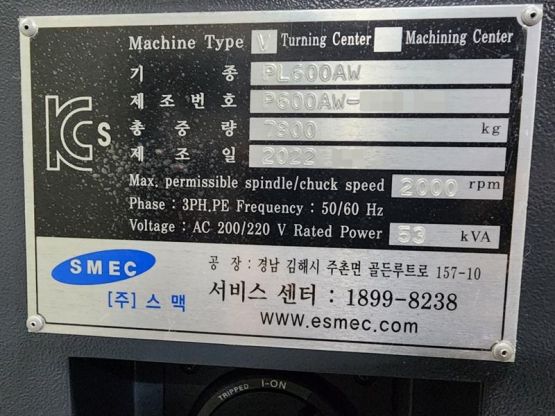 Machine Type V Turning Center Machining Center
기 종 PL600AW
제 조 번 호 P600AW-
총 중 량 7900 kg
제 조 일 2022
Max. permissible spindle/chuck speed 2000 rpm
Phase : 3PH,PE Frequency : 50/60 Hz
Voltage : AC 200/220 V Rated Power 53 kVA
KCs
SMEC
[주] 스 맥
공 장 : 경남 김해시 주촌면 골든루트로 157-10
서비스 센터 : 1899-8238
www.esmec.com
TRIPPED I-ON